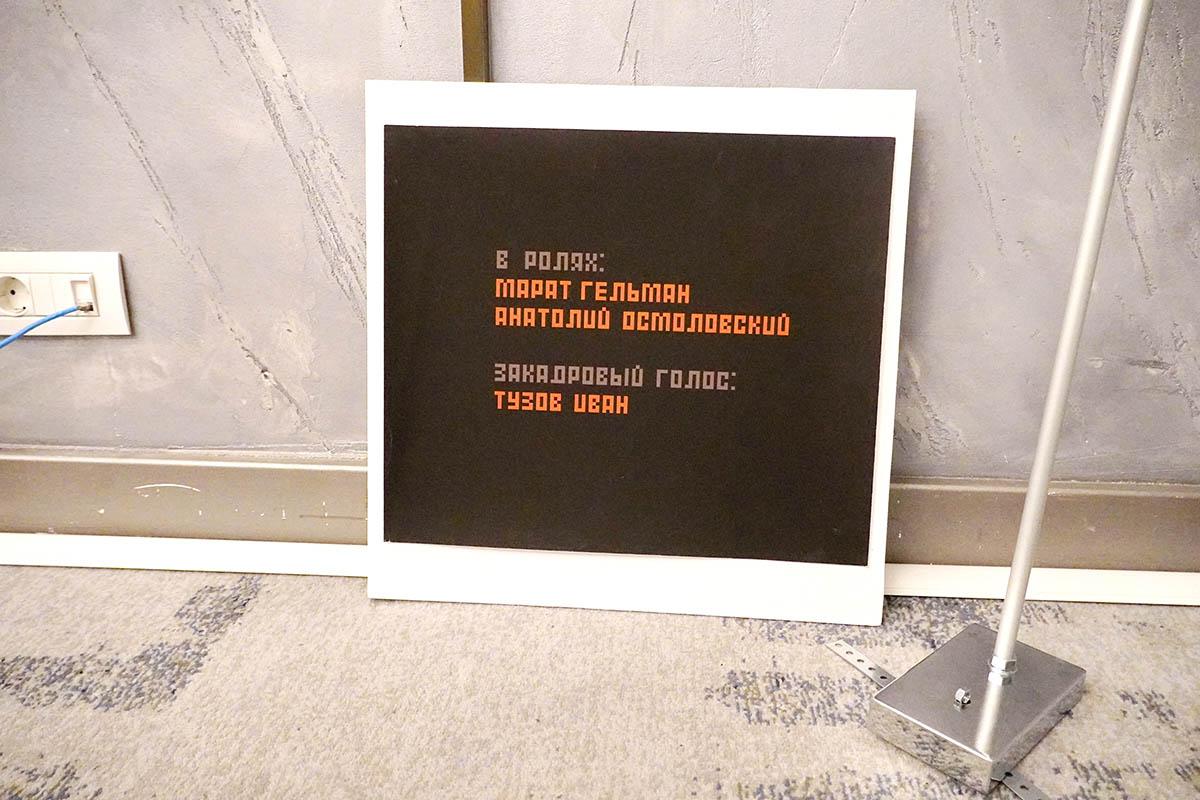 В РОЛЯХ:
МАРАТ ГЕЛЬМАН
АНАТОЛИЙ ОСМОЛОВСКИЙ
ЗАКАДРОВЫЙ ГОЛОС:
ТУЗОВ ИВАН